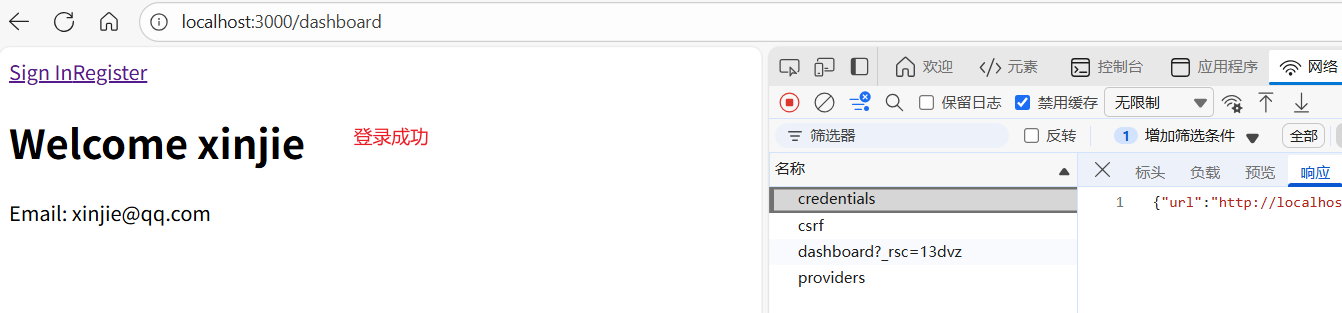 localhost:3000/dashboard
Sign InRegister
Welcome xinjie
登录成功
Email: xinjie@qq.com
欢迎 元素 控制台 应用程序 网络
保留日志 禁用缓存 无限制
筛选器 反转 1 增加筛选条件 全部
名称
credentials
csrf
dashboard?_rsc=13dvz
providers
标头 负载 预览 响应
1 {"url":"http://localhos